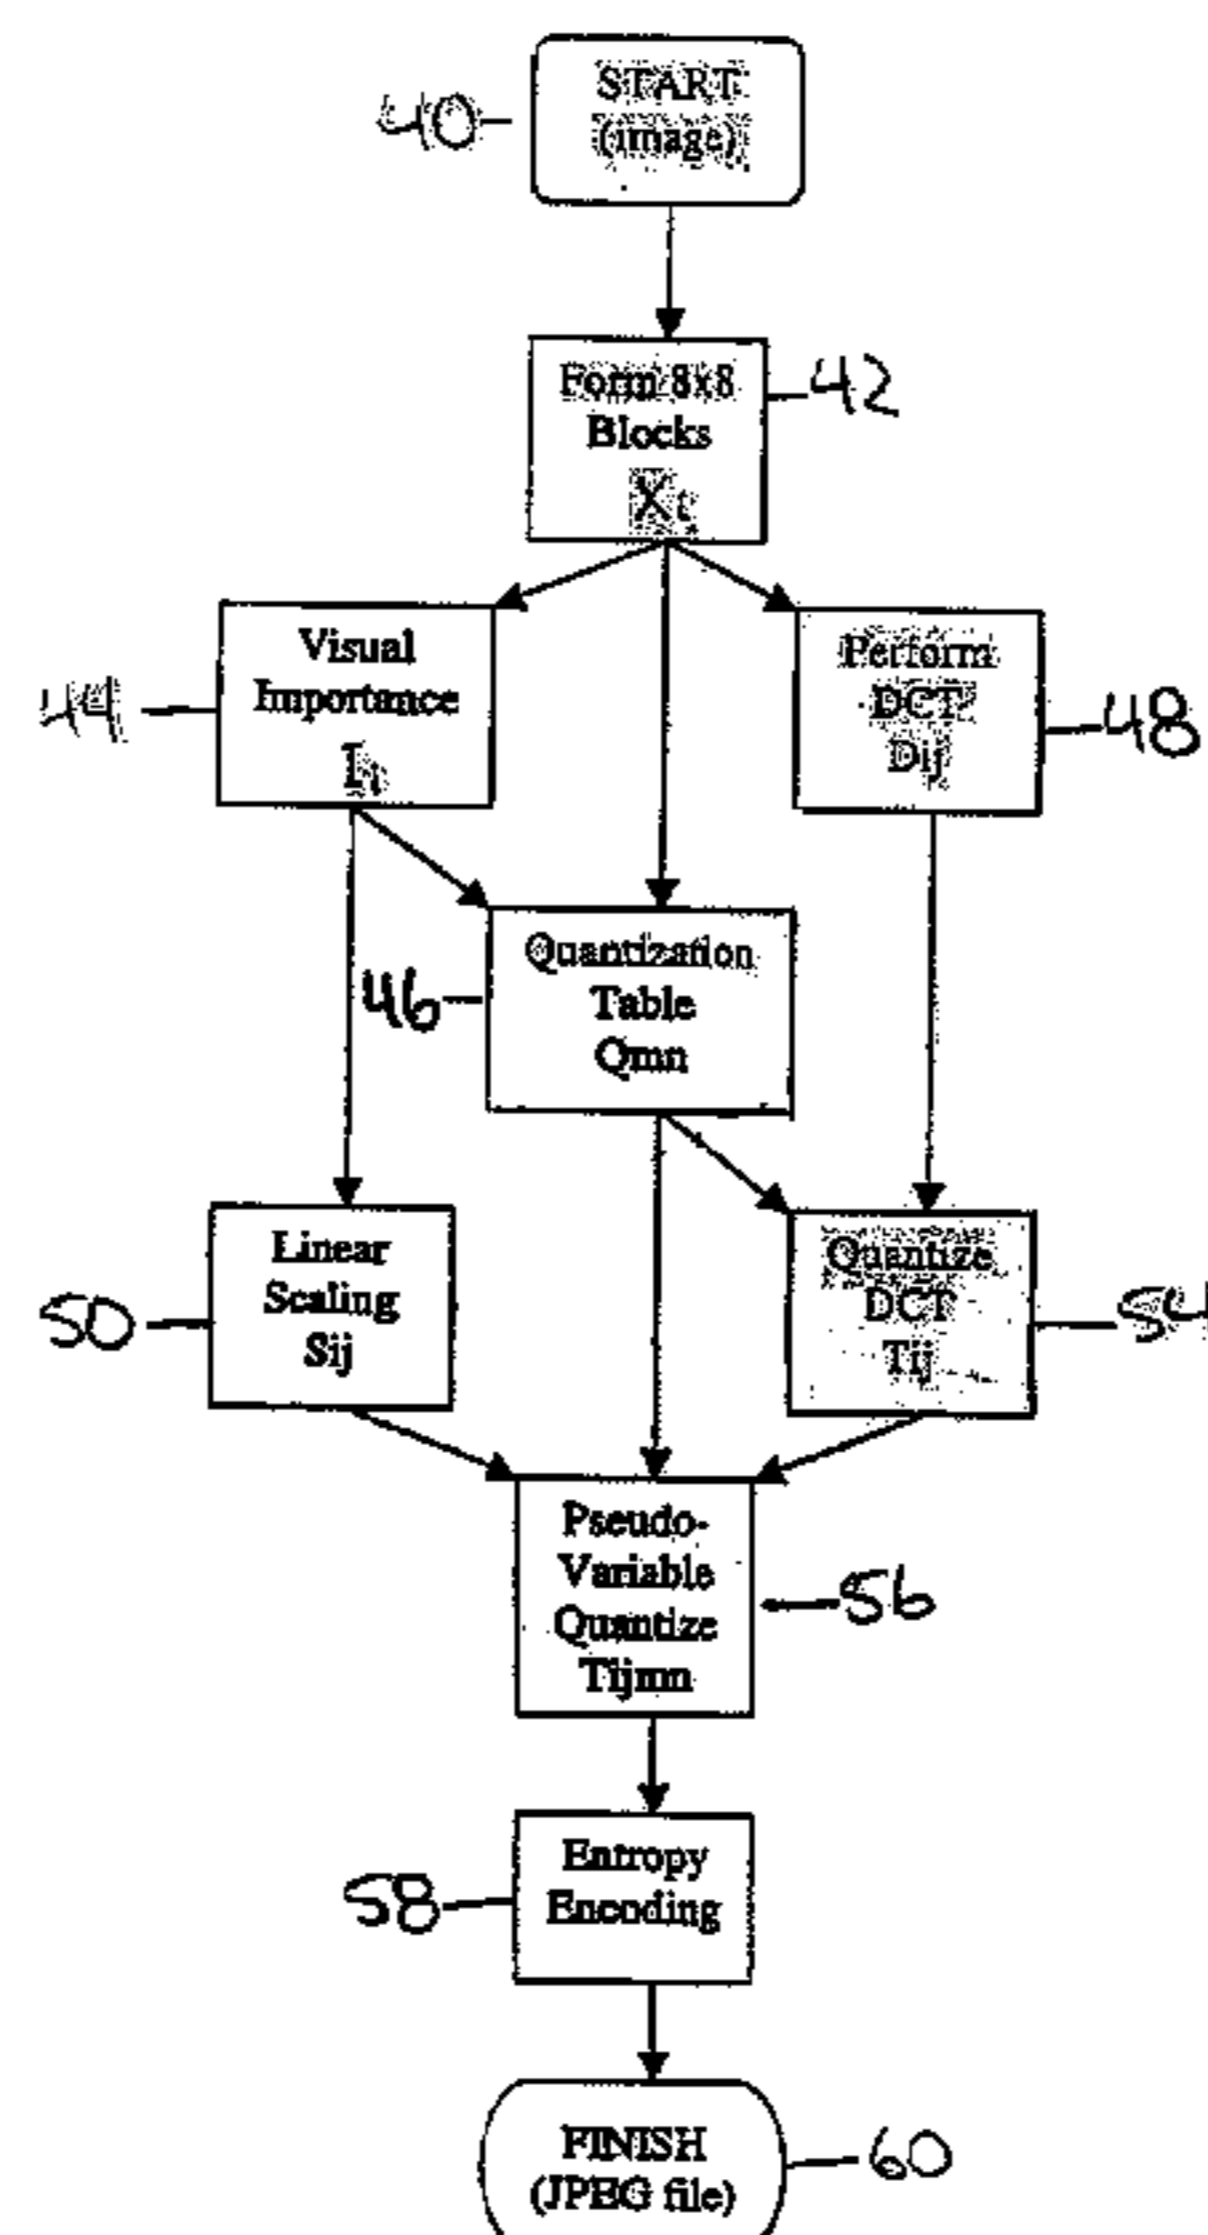 START
(image)
40
Form 8x8
Blocks
42
Visual
Importance
44
Perform
DCT
Dij
48
Quantization
Table
Qmn
46
Linear
Scaling
Sij
50
Quantize
DCT
Tij
54
Pseudo-
Variable
Quantize
Tijmn
56
Entropy
Encoding
58
FINISH
(JPEG file)
60